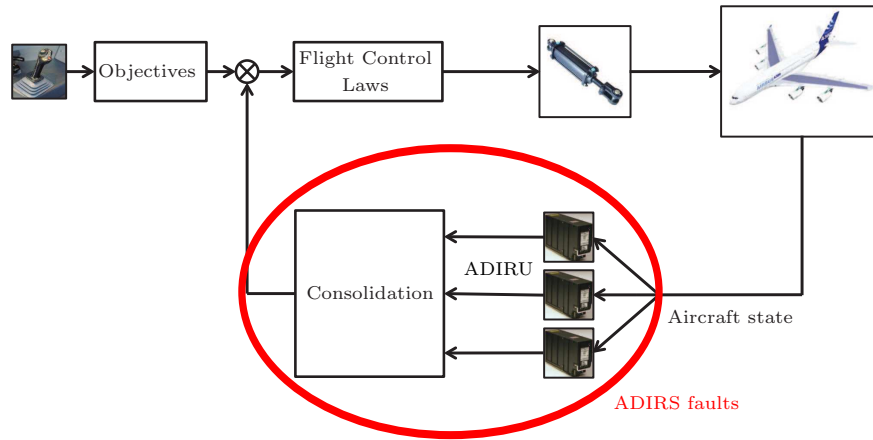 Objectives
Flight Control
Laws
ADIRU
Consolidation
Aircraft state
ADIRS faults